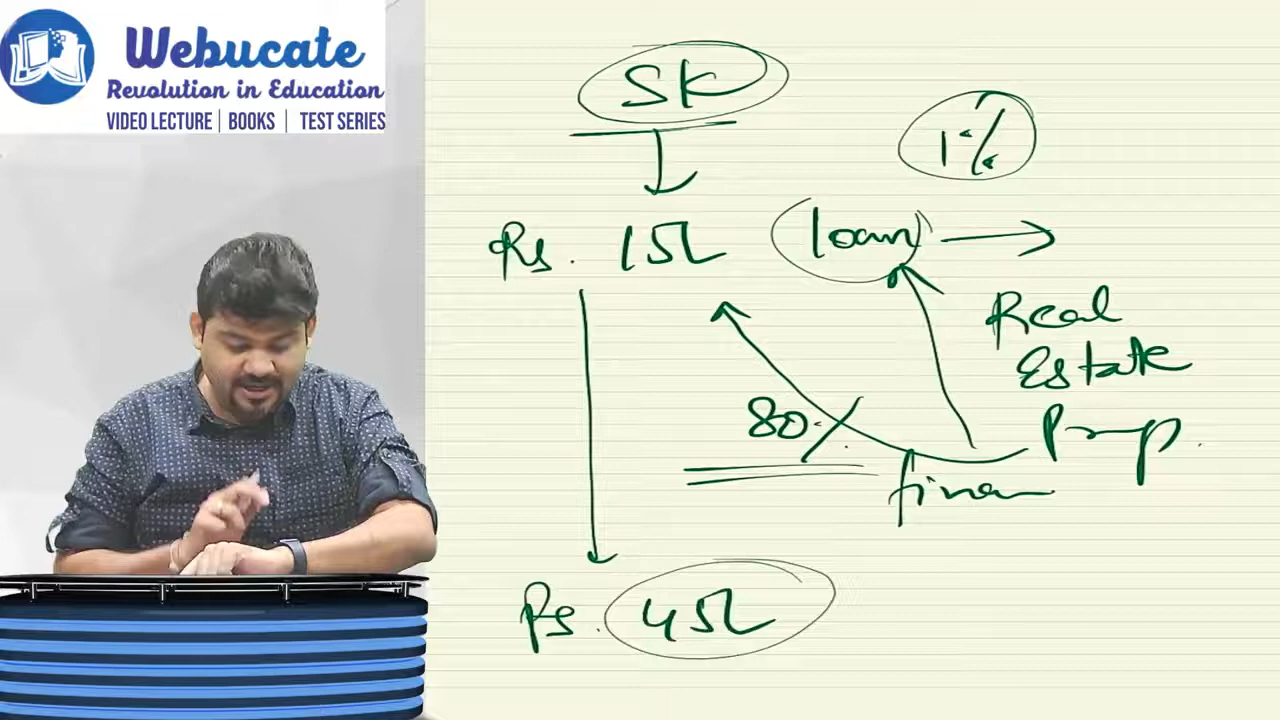 Webucate
Revolution in Education
VIDEO LECTURE | BOOKS | TEST SERIES
SK
1%
Rs. 15L loan
Real
Estate
80%
Prop.
finan
Rs. 45L